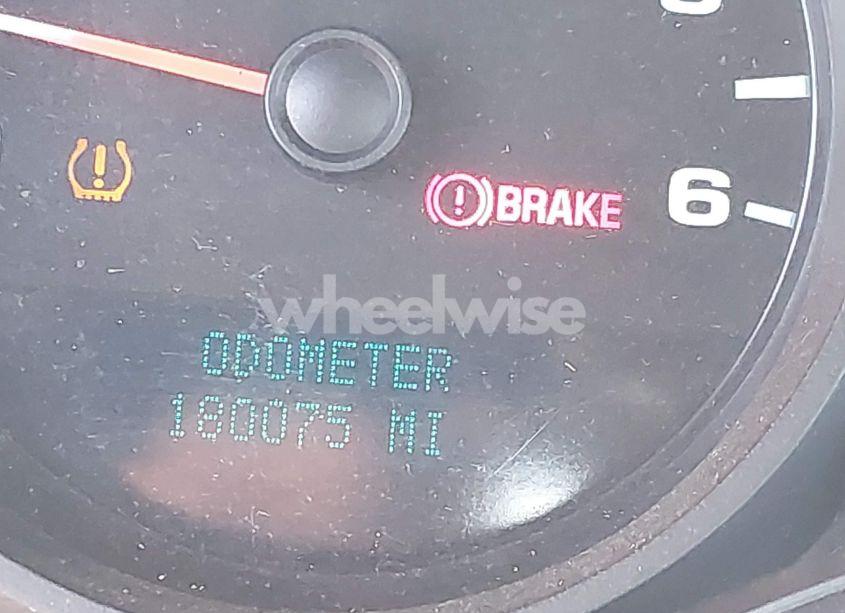 BRAKE
6
wheelwise
ODOMETER
180075 MI